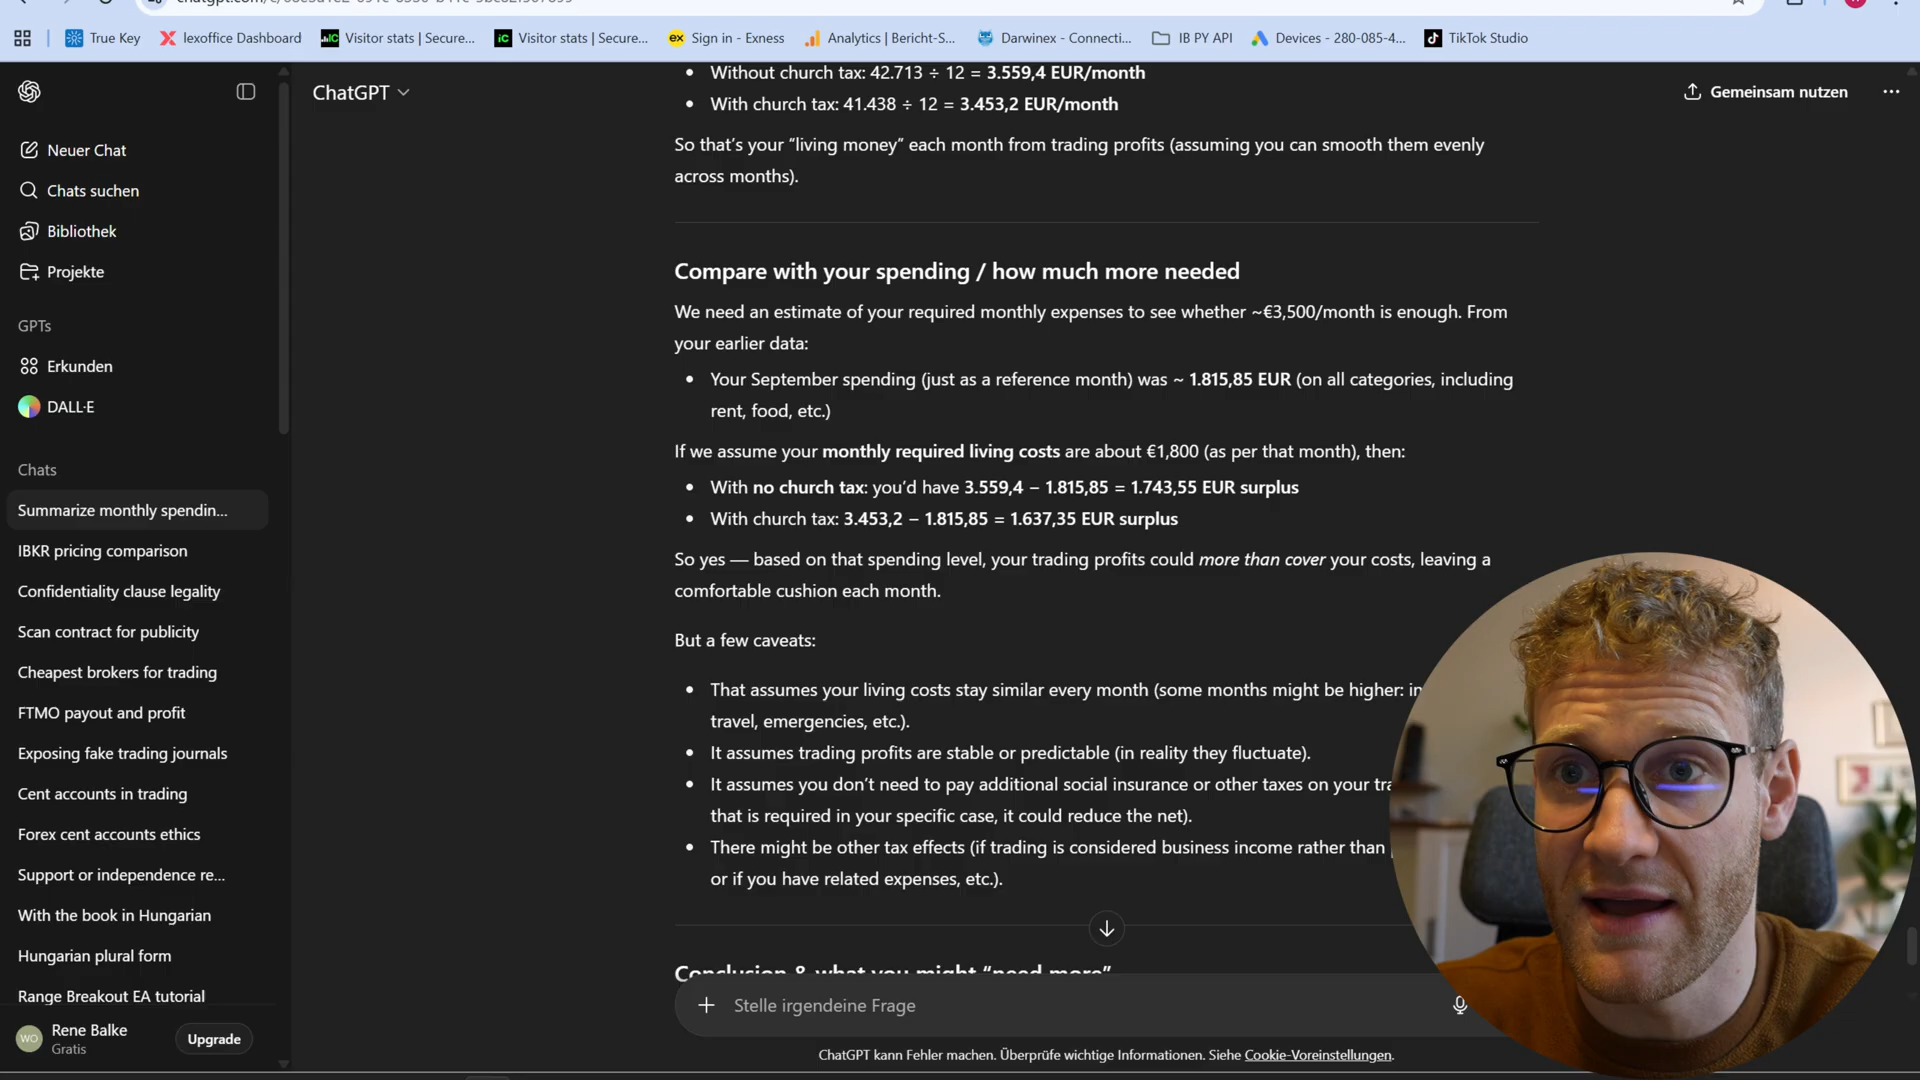 True Key
lexoffice Dashboard
Visitor stats | Secure...
Visitor stats | Secure...
Sign in - Exness
Analytics | Bericht-S...
Darwinex - Connecti...
IB PY API
Devices - 280-085-4...
TikTok Studio
ChatGPT
Gemeinsam nutzen
Neuer Chat
Chats suchen
Bibliothek
Projekte
GPTs
Erkunden
DALL·E
Chats
Summarize monthly spendin...
IBKR pricing comparison
Confidentiality clause legality
Scan contract for publicity
Cheapest brokers for trading
FTMO payout and profit
Exposing fake trading journals
Cent accounts in trading
Forex cent accounts ethics
Support or independence re...
With the book in Hungarian
Hungarian plural form
Range Breakout EA tutorial
WO
Rene Balke
Gratis
Upgrade
• Without church tax: 42.713 ÷ 12 = 3.559,4 EUR/month
• With church tax: 41.438 ÷ 12 = 3.453,2 EUR/month
So that's your “living money” each month from trading profits (assuming you can smooth them evenly
across months).
Compare with your spending / how much more needed
We need an estimate of your required monthly expenses to see whether ~€3,500/month is enough. From
your earlier data:
• Your September spending (just as a reference month) was ~ 1.815,85 EUR (on all categories, including
rent, food, etc.)
If we assume your monthly required living costs are about €1,800 (as per that month), then:
• With no church tax: you'd have 3.559,4 − 1.815,85 = 1.743,55 EUR surplus
• With church tax: 3.453,2 − 1.815,85 = 1.637,35 EUR surplus
So yes — based on that spending level, your trading profits could more than cover your costs, leaving a
comfortable cushion each month.
But a few caveats:
• That assumes your living costs stay similar every month (some months might be higher:
travel, emergencies, etc.).
• It assumes trading profits are stable or predictable (in reality they fluctuate).
• It assumes you don't need to pay additional social insurance or other taxes on your
that is required in your specific case, it could reduce the net).
• There might be other tax effects (if trading is considered business income rather than
or if you have related expenses, etc.).
Conclusion & what you might “need more”
Stelle irgendeine Frage
ChatGPT kann Fehler machen. Überprüfe wichtige Informationen. Siehe Cookie-Voreinstellungen.